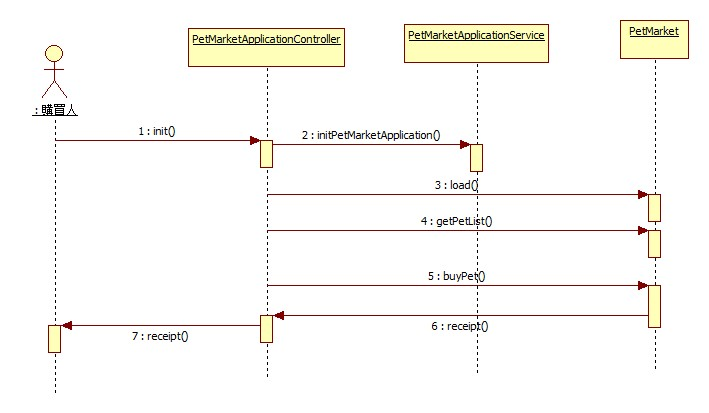 PetMarketApplicationController
PetMarketApplicationService
PetMarket
: 購買人
1 : init()
2 : initPetMarketApplication()
3 : load()
4 : getPetList()
5 : buyPet()
6 : receipt()
7 : receipt()